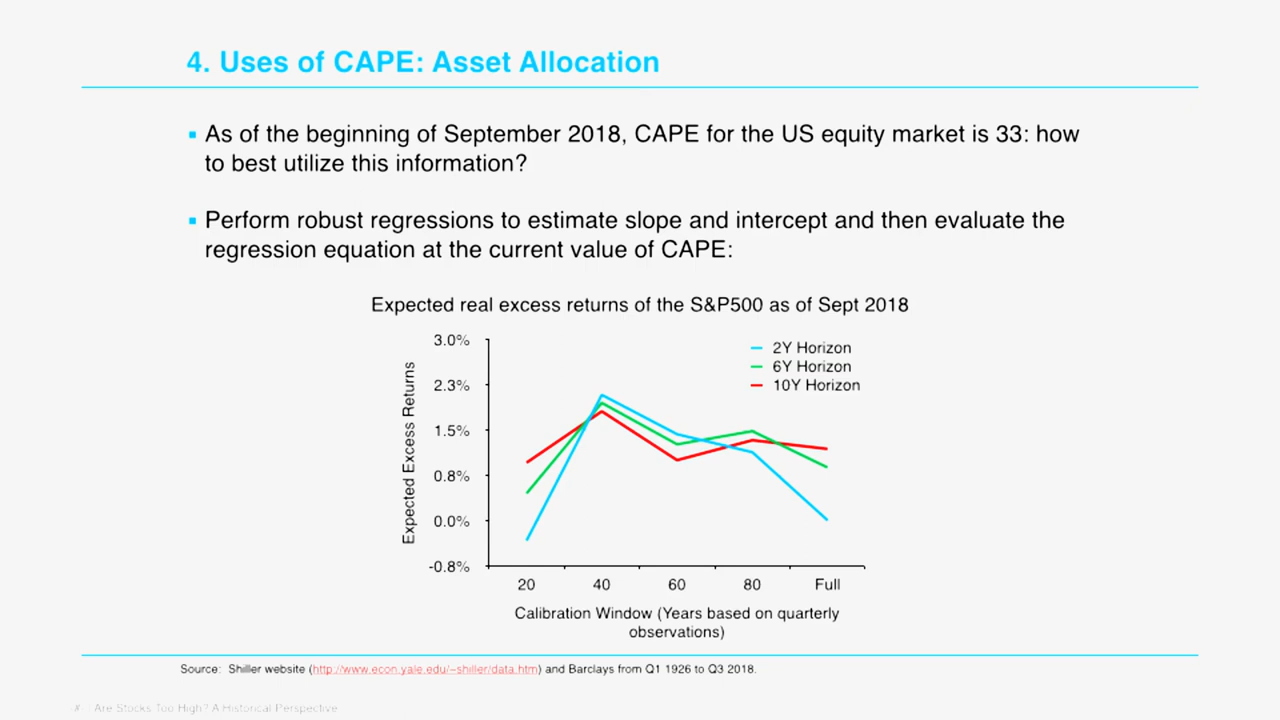 4. Uses of CAPE: Asset Allocation
▪ As of the beginning of September 2018, CAPE for the US equity market is 33: how
to best utilize this information?
▪ Perform robust regressions to estimate slope and intercept and then evaluate the
regression equation at the current value of CAPE:
Expected real excess returns of the S&P500 as of Sept 2018
Expected Excess Returns
3.0%
2.3%
1.5%
0.8%
0.0%
-0.8%
2Y Horizon
6Y Horizon
10Y Horizon
20 40 60 80 Full
Calibration Window (Years based on quarterly
observations)
Source: Shiller website (http://www.econ.yale.edu/~shiller/data.htm) and Barclays from Q1 1926 to Q3 2018.
# Are Stocks Too High? A Historical Perspective